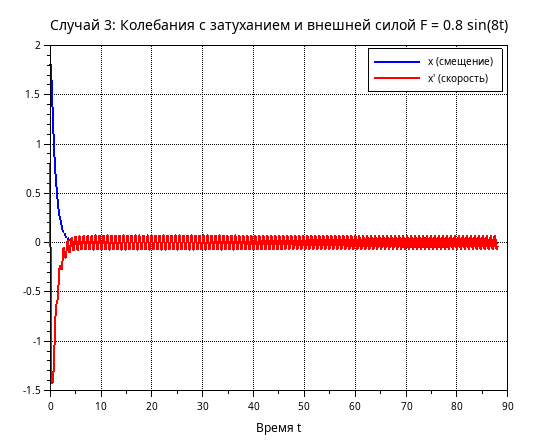 Случай 3: Колебания с затуханием и внешней силой F = 0.8 sin(8t)
2
1.5
1
0.5
0
-0.5
-1
-1.5
x (смещение)
x' (скорость)
0 10 20 30 40 50 60 70 80 90
Время t